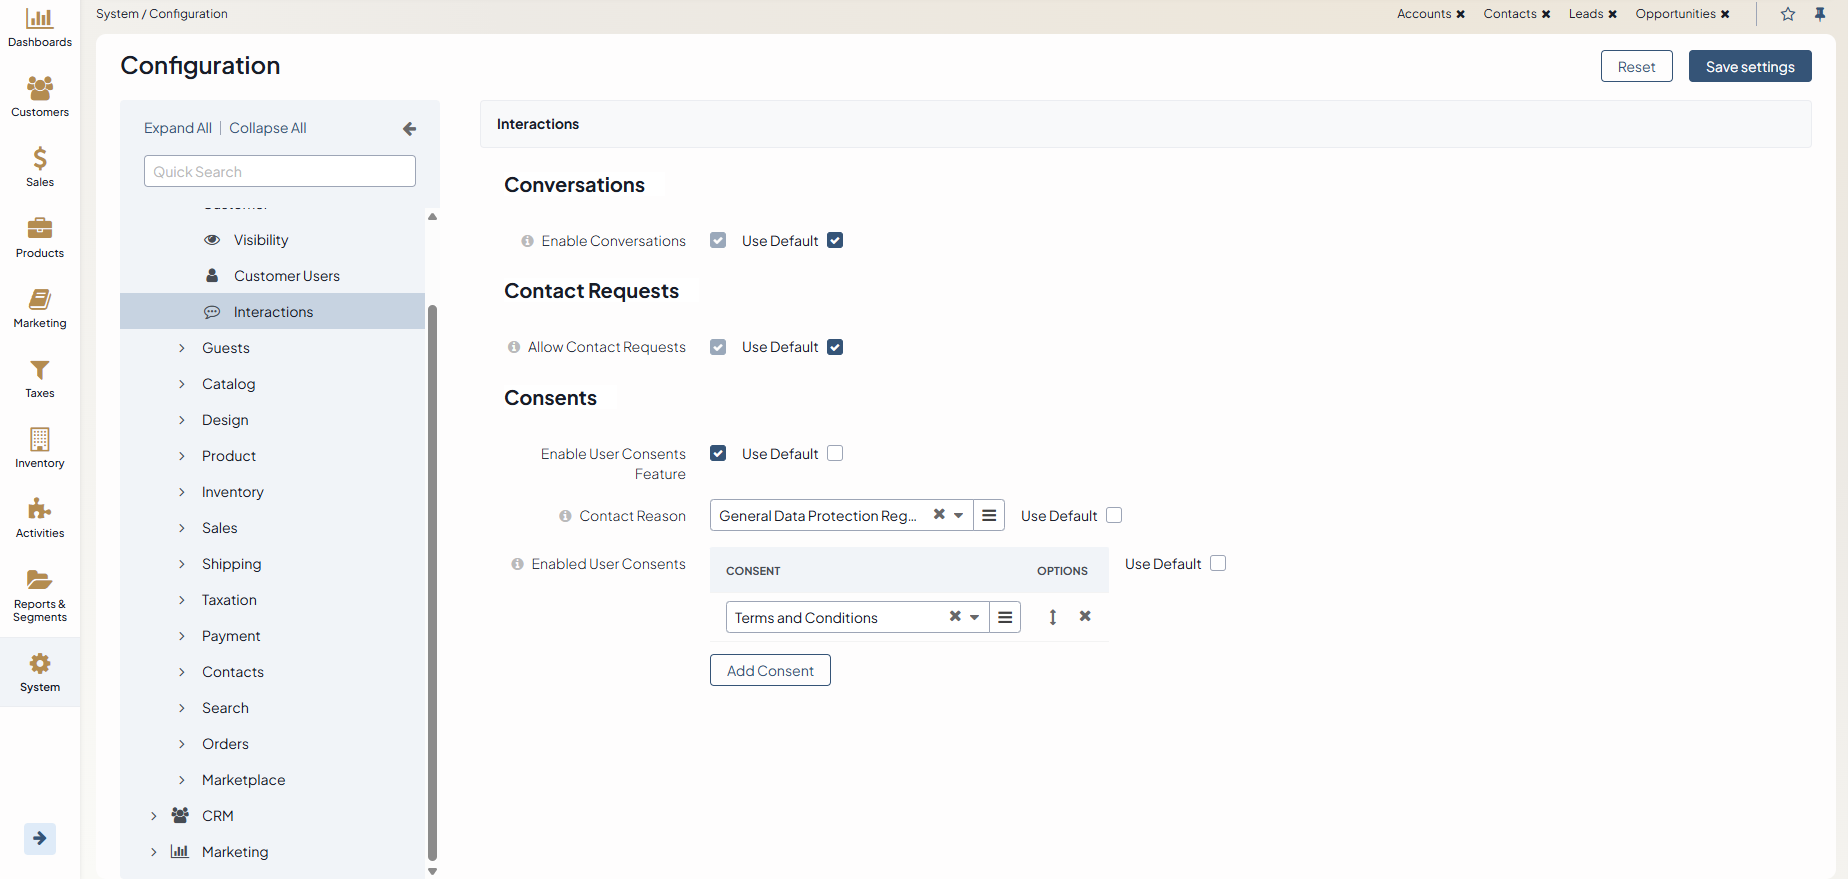 System / Configuration
Accounts
Contacts
Leads
Opportunities
Dashboards
Customers
Sales
Products
Marketing
Taxes
Inventory
Activities
Reports &
Segments
System
Configuration
Reset
Save settings
Expand All | Collapse All
Quick Search
Customer
Visibility
Customer Users
Interactions
Guests
Catalog
Design
Product
Inventory
Sales
Shipping
Taxation
Payment
Contacts
Search
Orders
Marketplace
CRM
Marketing
Interactions
Conversations
Enable Conversations
Use Default
Contact Requests
Allow Contact Requests
Use Default
Consents
Enable User Consents
Feature
Use Default
Contact Reason
General Data Protection Reg...
Use Default
Enabled User Consents
CONSENT
OPTIONS
Use Default
Terms and Conditions
Add Consent